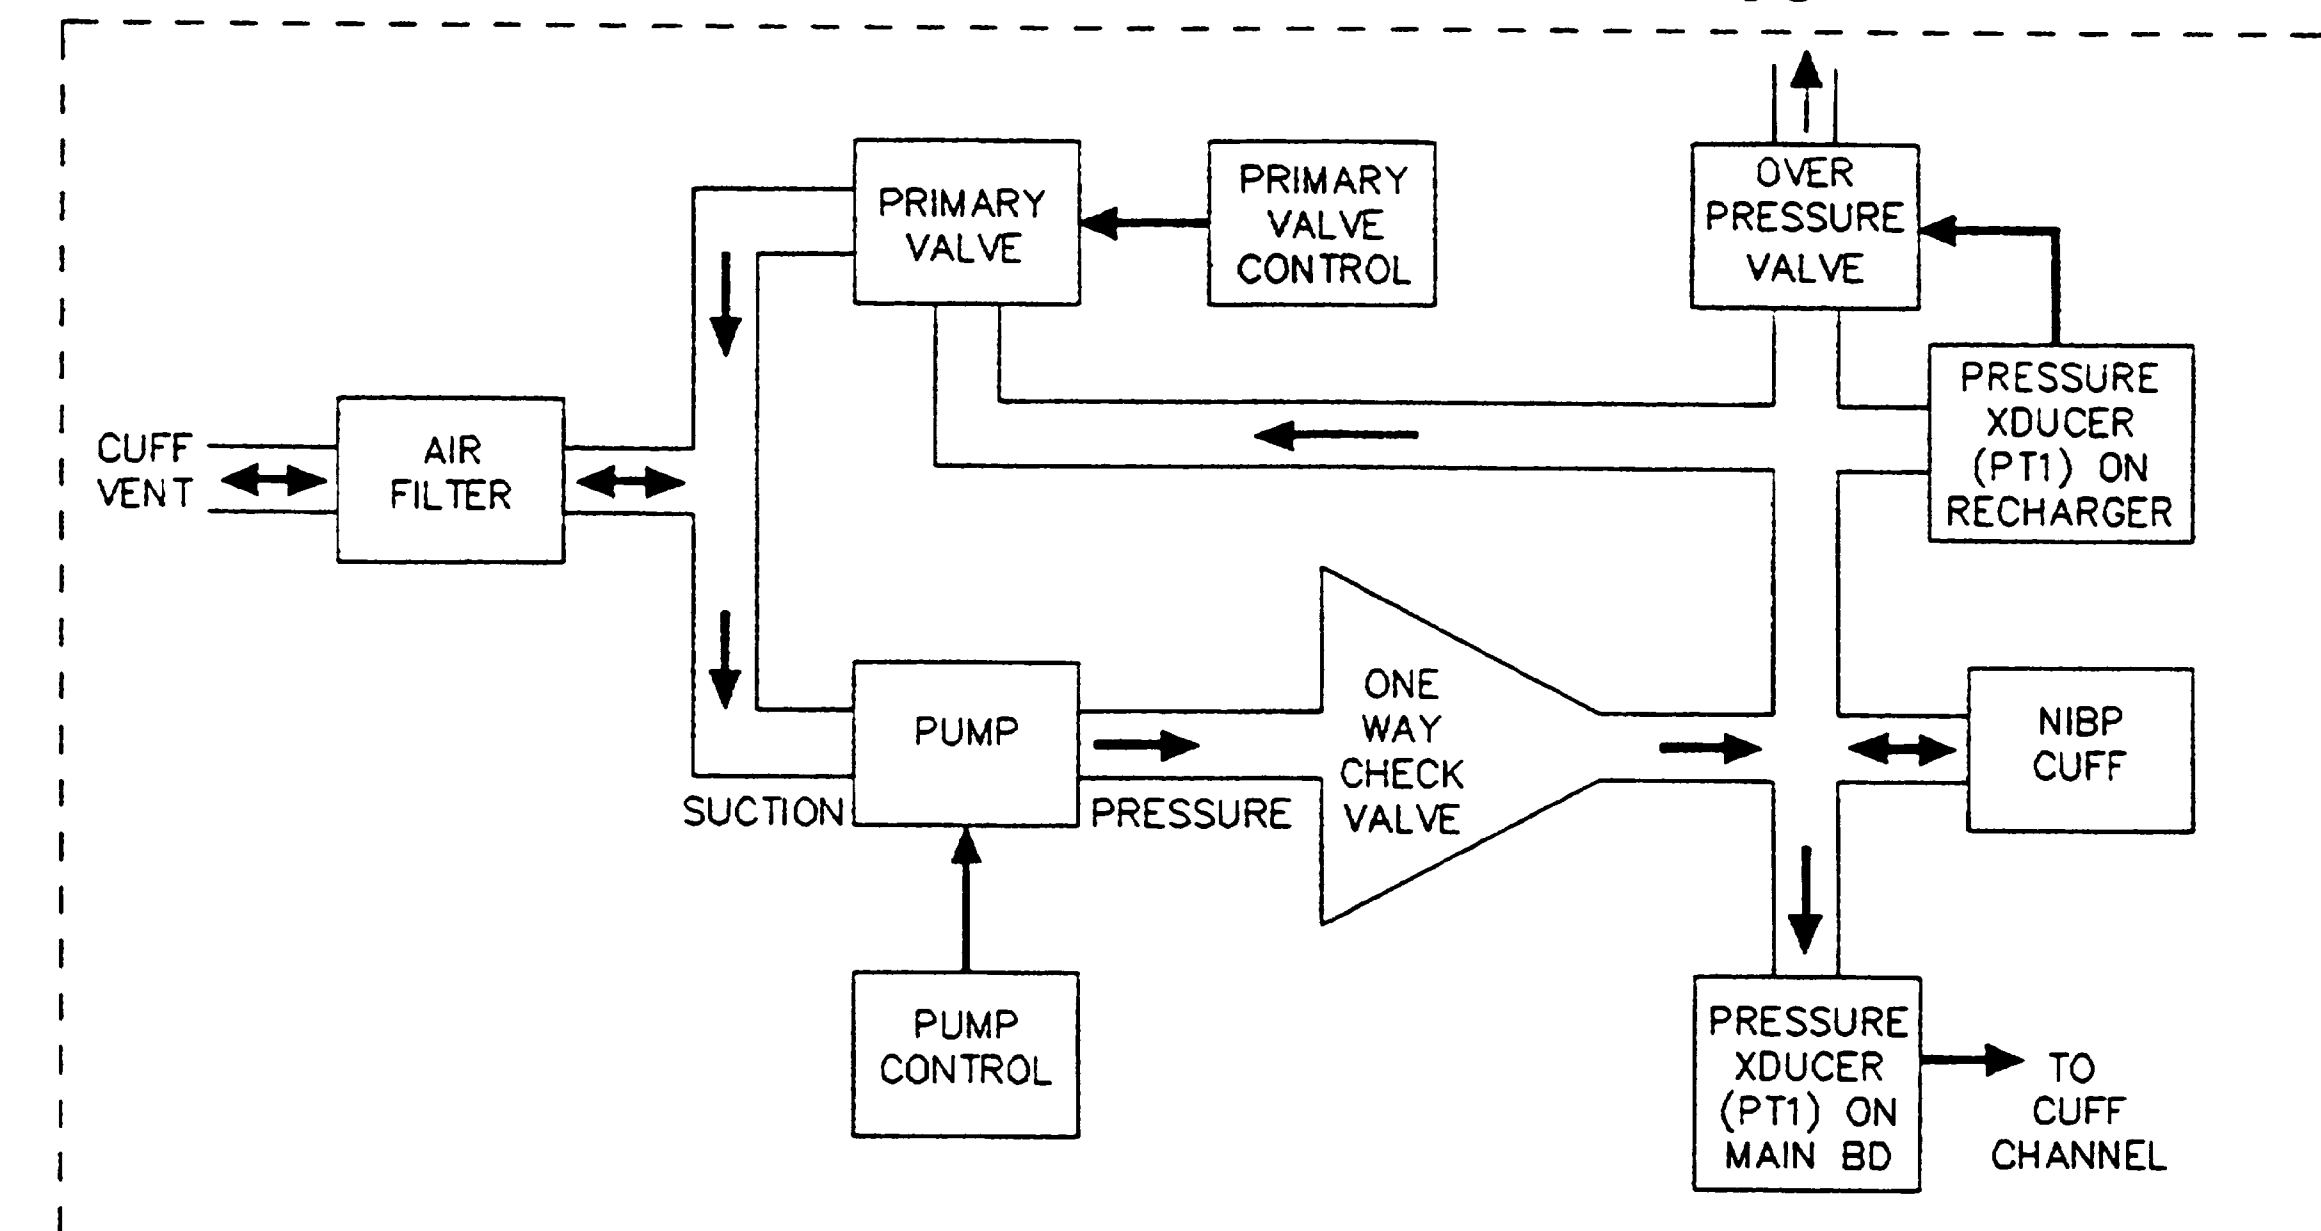 PRIMARY
VALVE
PRIMARY
VALVE
CONTROL
OVER
PRESSURE
VALVE
PRESSURE
XDUCER
(PT1) ON
RECHARGER
CUFF
VENT
AIR
FILTER
PUMP
SUCTION
PRESSURE
ONE
WAY
CHECK
VALVE
NIBP
CUFF
PUMP
CONTROL
PRESSURE
XDUCER
(PT1) ON
MAIN BD
TO
CUFF
CHANNEL